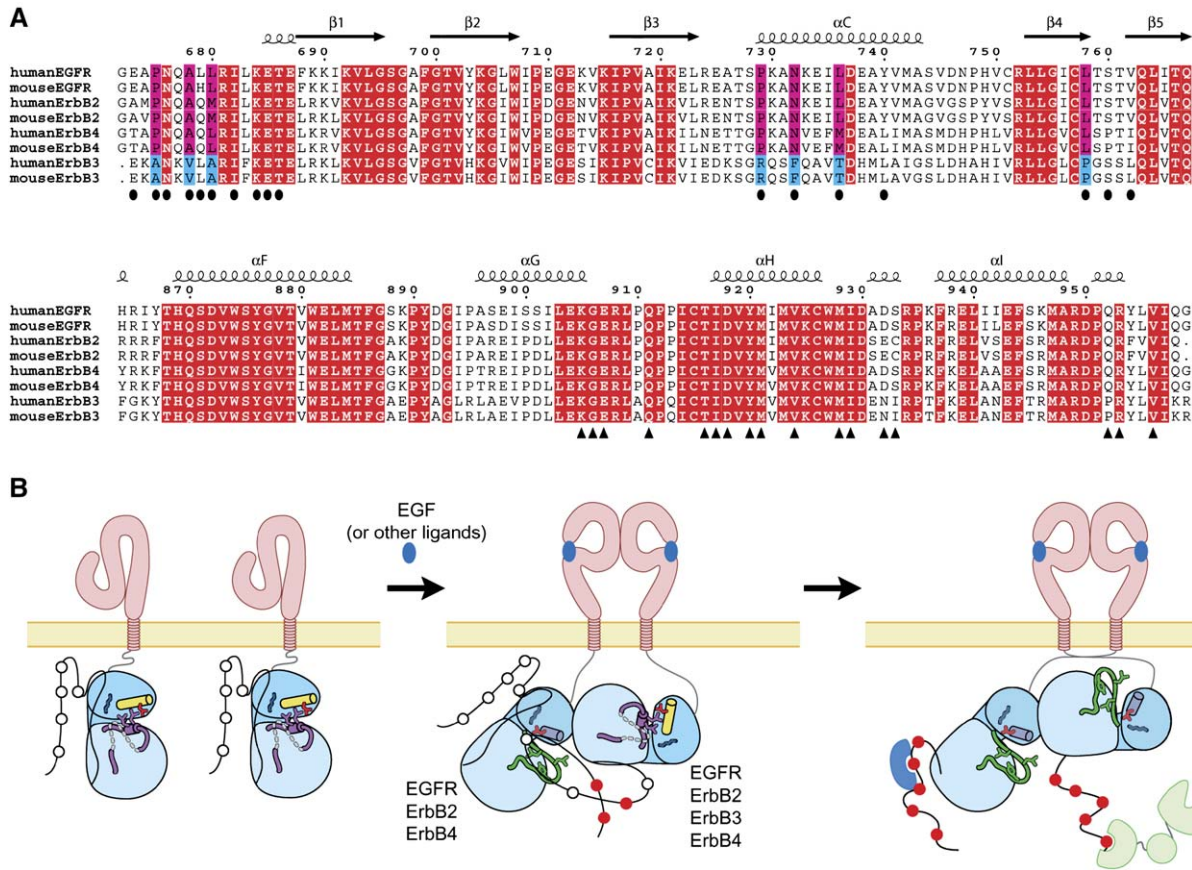 A
β1 β2 β3 αC β4 β5
680 690 700 710 720 730 740 750 760
humanEGFR GEAPNQALLRILKETEFKKIKVLGSGAFGTVYKGLWIPEGEKVKIPVAIKELREATSPKANKEILDEAYVMASVDNPHVCRLLGICLTSTVQLITQ
mouseEGFR GEAPNQAHLRILKETEFKKIKVLGSGAFGTVYKGLWIPEGEKVKIPVAIKELREATSPKANKEILDEAYVMASVDNPHVCRLLGICLTSTVQLITQ
humanErbB2 GAMPNQAQMRILKETELRKVKVLGSGAFGTVYKGIWIPDGENVKIPVAIKVLRENTSPKANKEILDEAYVMAGVGSPYVSRLLGICLTSTVQLVTQ
mouseErbB2 GAVPNQAQMRILKETELRKVKVLGSGAFGTVYKGIWIPDGENVKIPVAIKVLRENTSPKANKEILDEAYVMAGVGSPYVSRLLGICLTSTVQLVTQ
humanErbB4 GTAPNQAQLRILKETELKRVKVLGSGAFGTVYKGIWVPEGETVKIPVAIKILNETTGPKANVEFMDEALIMASMDHPHLVRLLGVCLSPTIQLVTQ
mouseErbB4 GTAPNQAQLRILKETELKRVKVLGSGAFGTVYKGIWVPEGETVKIPVAIKILNETTGPKANVEFMDEALIMASMDHPHLVRLLGVCLSPTIQLVTQ
humanErbB3 .EKANKVLARIFKETELRKLKVLGSGVFGTVHKGVWIPEGESIKIPVCIKVIEDKSGRQSFQAVTDHMLAIGSLDHAHIVRLLGLCPGSSLQLVTQ
mouseErbB3 .EKANKVLARIFKETELRKLKVLGSGVFGTVHKGIWIPEGESIKIPVCIKVIEDKSGRQSFQAVTDHMLAVGSLDHAHIVRLLGLCPGSSLQLVTQ
αF αG αH αI
870 880 890 900 910 920 930 940 950
humanEGFR HRIYTHQSDVWSYGVTVWELMTFGSKPYDGIPASEISSILEKGERLPQPPICTIDVYMIMVKCWMIDADSRPKFRELIIEFSKMARDPQRYLVIQG
mouseEGFR HRIYTHQSDVWSYGVTVWELMTFGSKPYDGIPASEISSILEKGERLPQPPICTIDVYMIMVKCWMIDADSRPKFRELILEFSKMARDPQRYLVIQG
humanErbB2 RRRFTHQSDVWSYGVTVWELMTFGAKPYDGIPAREIPDLLEKGERLPQPPICTIDVYMIMVKCWMIDSECRPRFRELVSEFSRMARDPQRFVVIQ.
mouseErbB2 RRRFTHQSDVWSYGVTVWELMTFGAKPYDGIPAREIPDLLEKGERLPQPPICTIDVYMIMVKCWMIDSECRPRFRELVSEFSRMARDPQRFVVIQ.
humanErbB4 YRKFTHQSDVWSYGVTIWELMTFGGKPYDGIPTREIPDLLEKGERLPQPPICTIDVYMVMVKCWMIDADSRPKFKELAAEFSRMARDPQRYLVIQG
mouseErbB4 YRKFTHQSDVWSYGVTIWELMTFGGKPYDGIPTREIPDLLEKGERLPQPPICTIDVYMVMVKCWMIDADSRPKFKELAAEFSRMARDPQRYLVIQG
humanErbB3 FGKYTHQSDVWSYGVTVWELMTFGAEPYAGLRLAEVPDLLEKGERLAQPQICTIDVYMVMVKCWMIDENIRPTFKELANEFTRMARDPPRYLVIKR
mouseErbB3 FGKYTHQSDVWSYGVTVWELMTFGAEPYAGLRLAEIPDLLEKGERLAQPQICTIDVYMVMVKCWMIDENIRPTFKELANEFTRMARDPPRYLVIKR
B
EGF
(or other ligands)
EGFR
ErbB2
ErbB4
EGFR
ErbB2
ErbB3
ErbB4